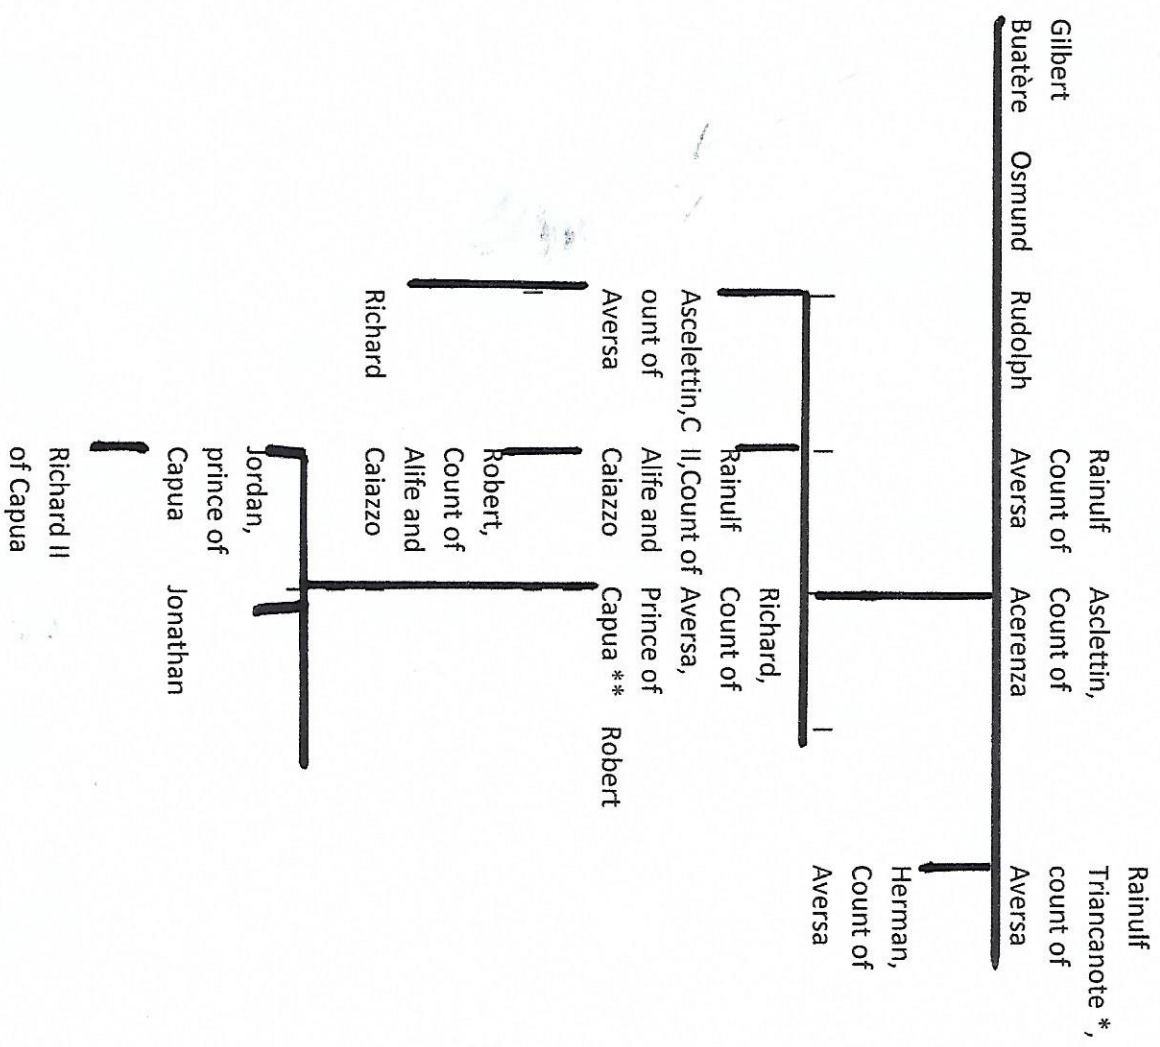 Rainulf
Rainulf Asclettin, Triancanote *,
Gilbert Count of Count of count of
Buatère Osmund Rudolph Aversa Acerenza Aversa
Herman,
Count of
Aversa
Richard,
Rainulf Count of
Ascelettin,C II,Count of Aversa,
ount of Alife and Prince of
Aversa Caiazzo Capua ** Robert
Robert,
Count of
Alife and
Richard Caiazzo
Jordan,
prince of
Capua Jonathan
Richard II
of Capua